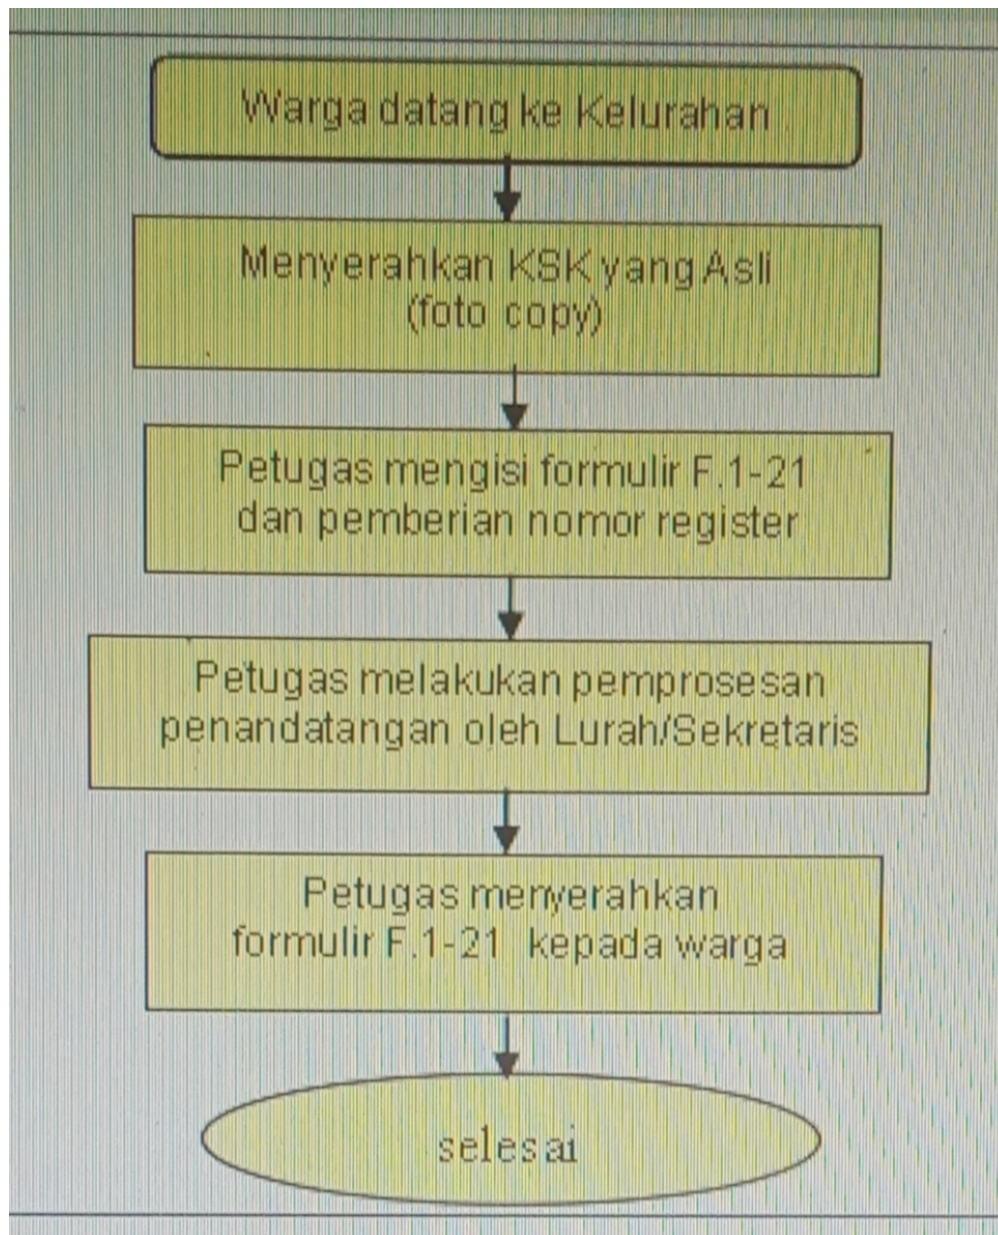 Warga datang ke Kelurahan
Menyerahkan KSK yang Asli
(foto copy)
Petugas mengisi formulir F.1-21
dan pemberian nomor register
Petugas melakukan pemprosesan
penandatangan oleh Lurah/Sekretaris
Petugas menyerahkan
formulir F.1-21 kepada warga
selesai